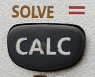 SOLVE =
CALC